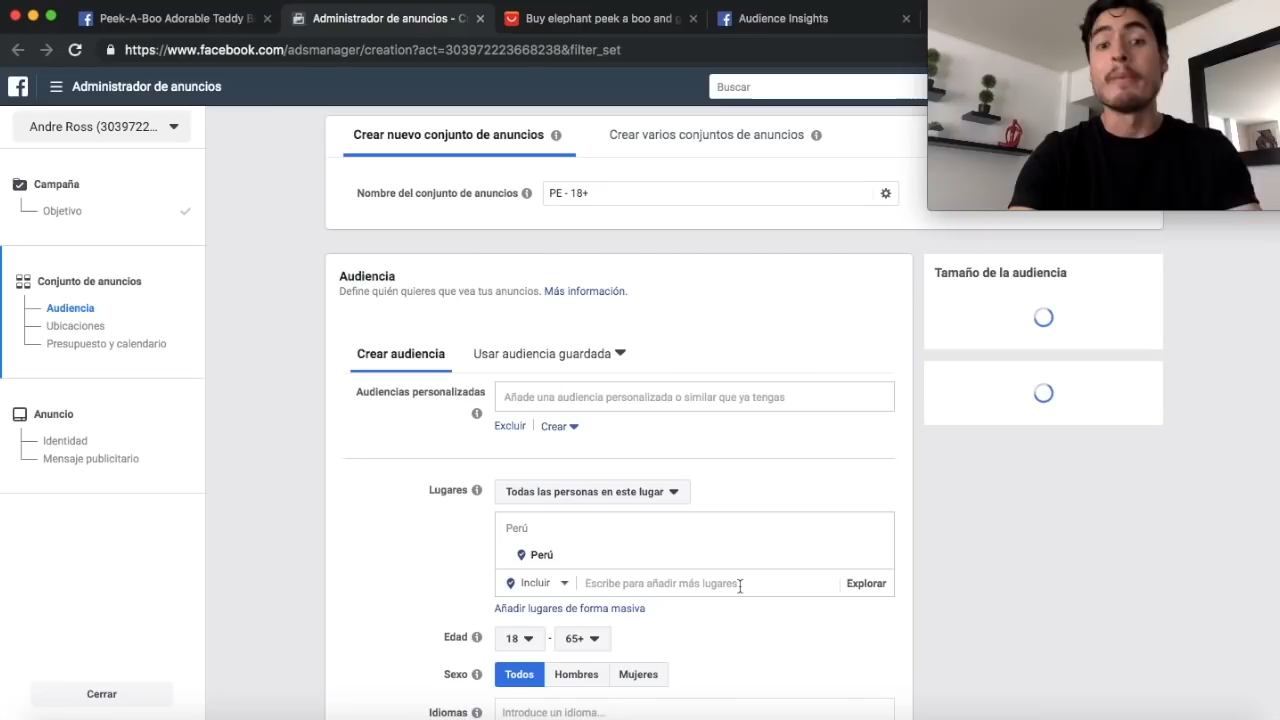 Peek-A-Boo Adorable Teddy B
Administrador de anuncios - C
Buy elephant peek a boo and g
Audience Insights
https://www.facebook.com/adsmanager/creation?act=303972223668238&filter_set
Administrador de anuncios
Buscar
Andre Ross (3039722...
Crear nuevo conjunto de anuncios
Crear varios conjuntos de anuncios
Campaña
Objetivo
Nombre del conjunto de anuncios
PE - 18+
Conjunto de anuncios
Audiencia
Ubicaciones
Presupuesto y calendario
Anuncio
Identidad
Mensaje publicitario
Cerrar
Audiencia
Define quién quieres que vea tus anuncios. Más información.
Crear audiencia
Usar audiencia guardada
Audiencias personalizadas
Añade una audiencia personalizada o similar que ya tengas
Excluir
Crear
Lugares
Todas las personas en este lugar
Perú
Perú
Incluir
Escribe para añadir más lugares
Explorar
Añadir lugares de forma masiva
Edad
18
-
65+
Sexo
Todos
Hombres
Mujeres
Idiomas
Introduce un idioma...
Tamaño de la audiencia